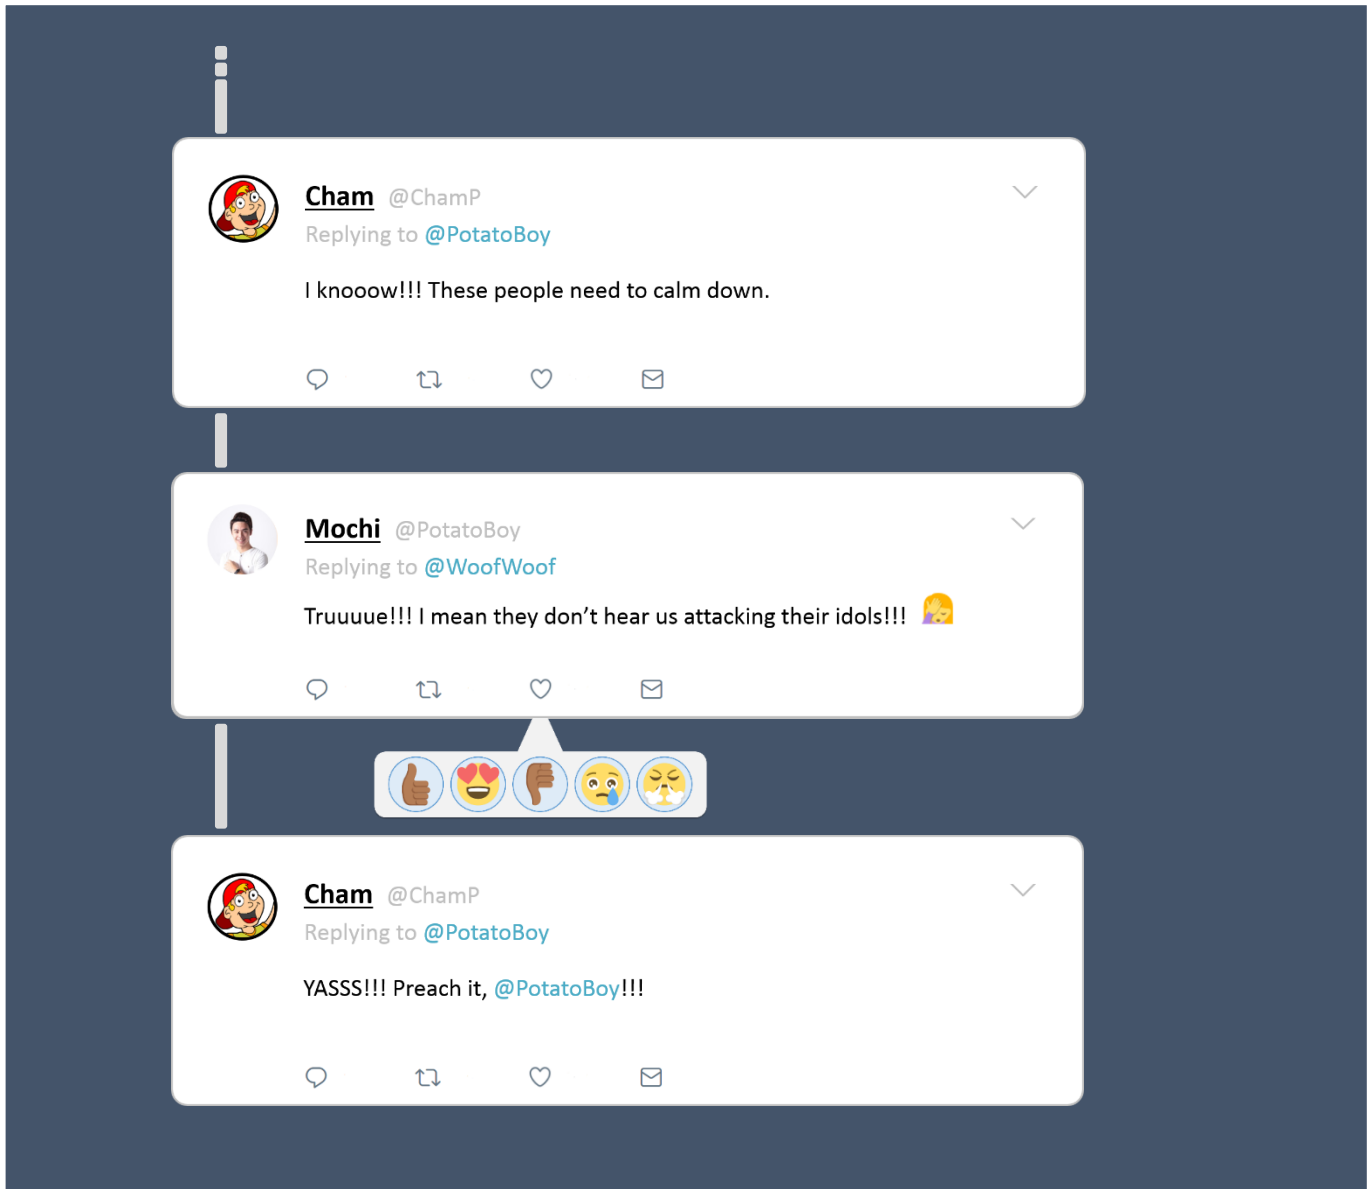 Cham @ChamP
Replying to @PotatoBoy
I knooow!!! These people need to calm down.
Mochi @PotatoBoy
Replying to @WoofWoof
Truuuue!!! I mean they don’t hear us attacking their idols!!!
Cham @ChamP
Replying to @PotatoBoy
YASSS!!! Preach it, @PotatoBoy!!!